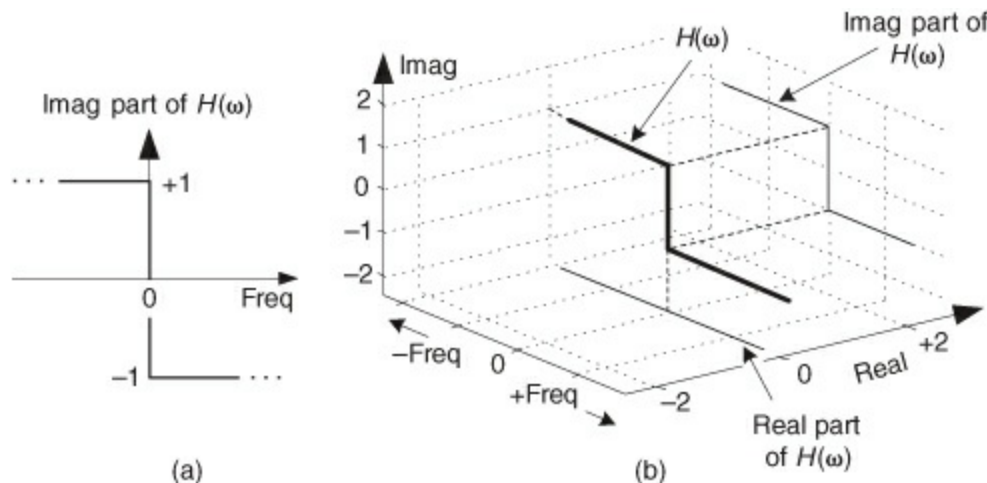 Imag part of H(ω)
· · ·
+1
0
Freq
–1
· · ·
(a)
Imag
H(ω)
Imag part of
H(ω)
2
1
0
–1
–2
–Freq
0
+Freq
–2
0
+2
Real
Real part
of H(ω)
(b)